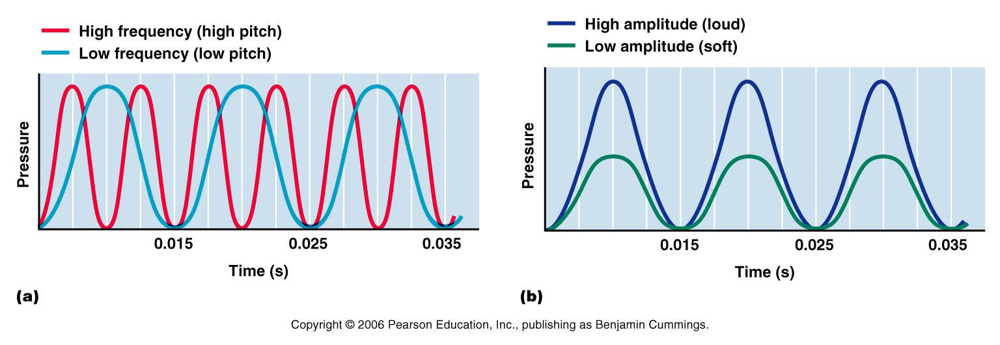 High frequency (high pitch)
Low frequency (low pitch)
Pressure
0.015 0.025 0.035
Time (s)
(a)
High amplitude (loud)
Low amplitude (soft)
Pressure
0.015 0.025 0.035
Time (s)
(b)
Copyright © 2006 Pearson Education, Inc., publishing as Benjamin Cummings.